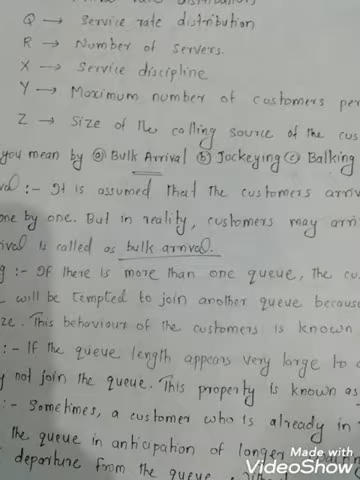 Q → Service rate distribution
R → Number of servers.
X → Service discipline
Y → Maximum number of customers per
Z → Size of the calling source of the cus
you mean by ⓐ Bulk Arrival ⓑ Jockeying ⓒ Balking
val :- It is assumed that the customers arriv
one by one. But in reality, customers may arri
rival is called as bulk arrival.
g :- If there is more than one queue, the cu
will be tempted to join another queue because
ze. This behaviour of the customers is known
:- If the queue length appears very large to a
y not join the queue. This property is known as
:- Sometimes, a customer who is already in
the queue in anticipation of longer
departure from the queue
Made with
VideoShow